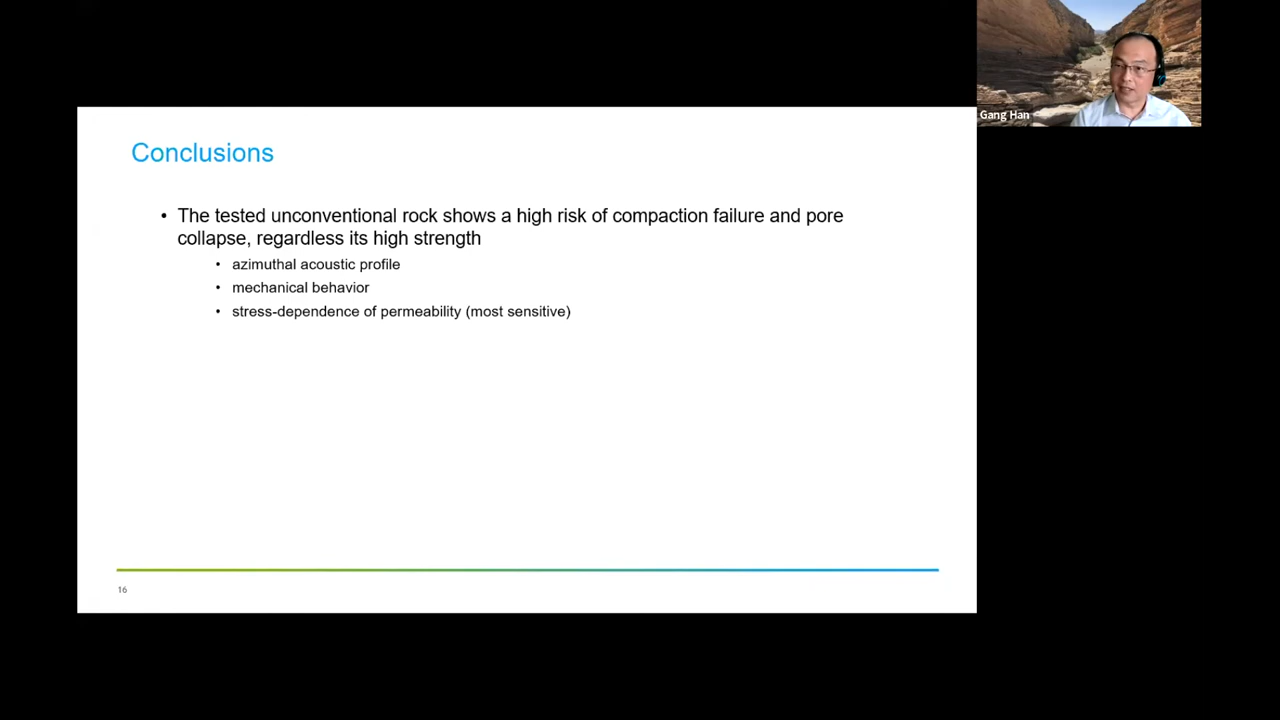 Gang Han
Conclusions
• The tested unconventional rock shows a high risk of compaction failure and pore
collapse, regardless its high strength
• azimuthal acoustic profile
• mechanical behavior
• stress-dependence of permeability (most sensitive)
16